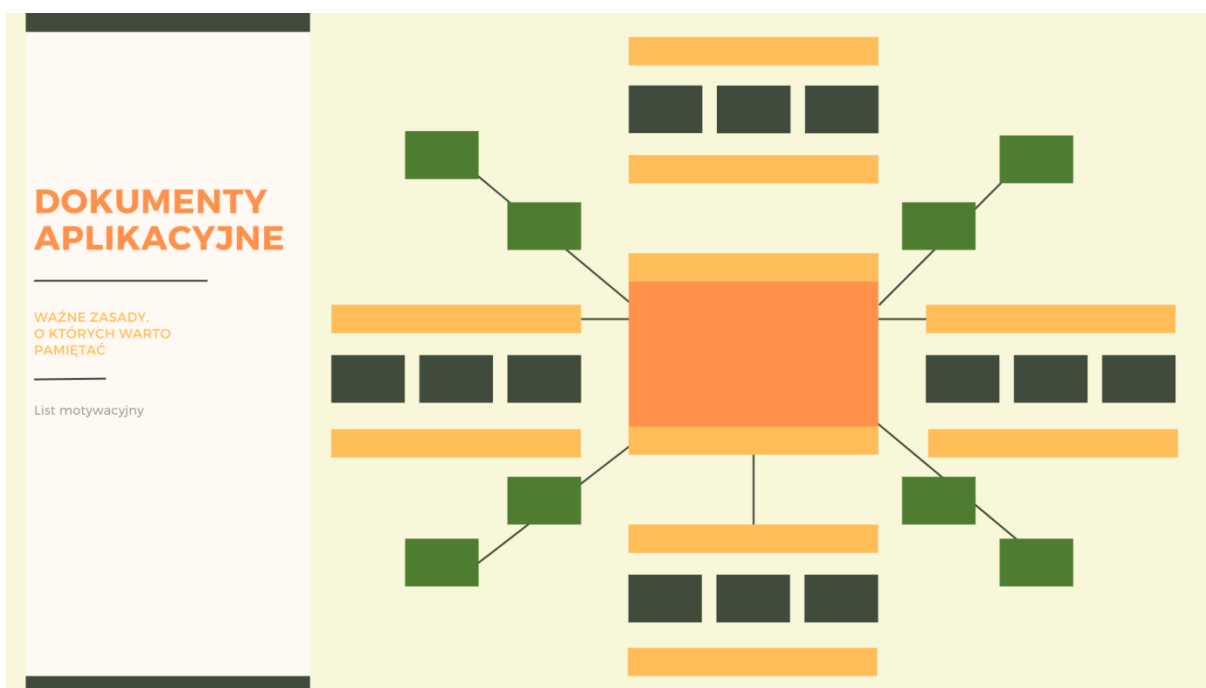 DOKUMENTY
APLIKACYJNE
WAŻNE ZASADY,
O KTÓRYCH WARTO
PAMIĘTAĆ
List motywacyjny